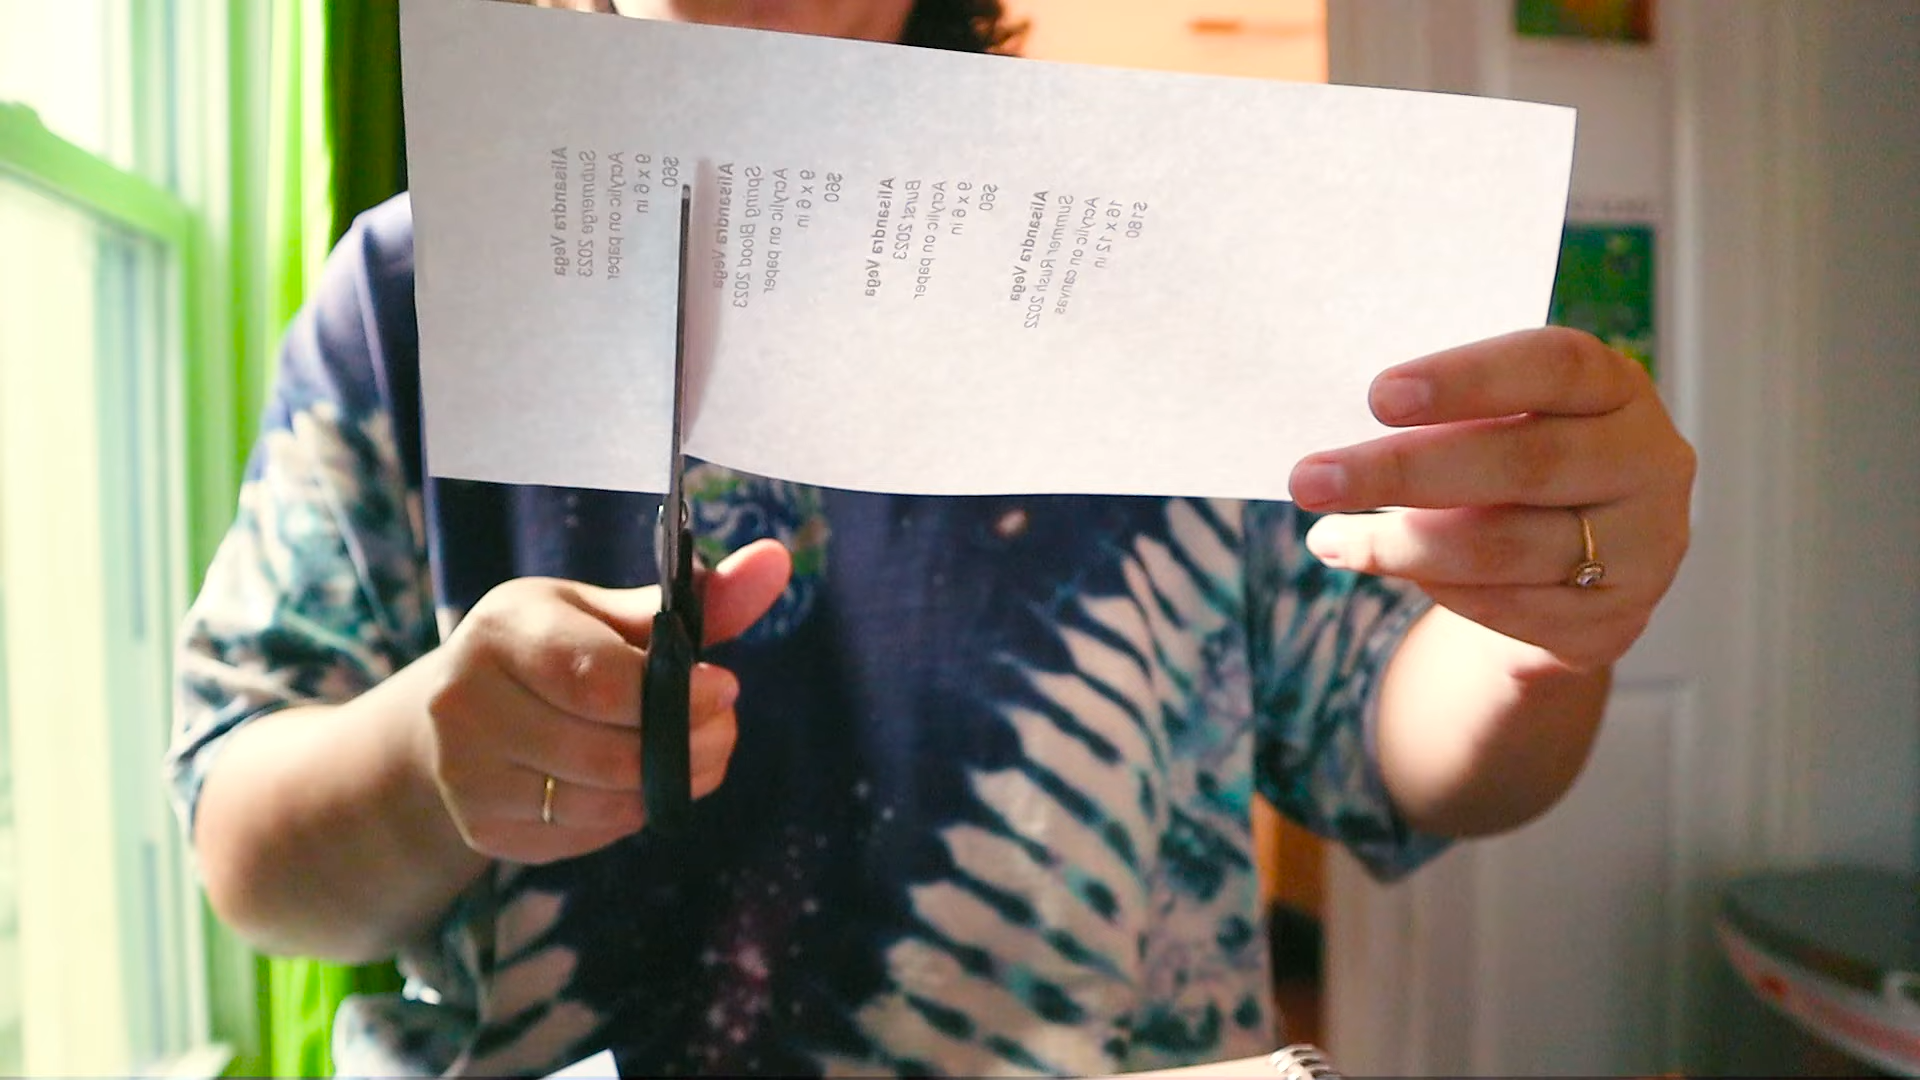 Alisandra Vega
Submerge 2023
Acrylic on paper
9 x 6 in
$60
Alisandra Vega
Spring Blood 2023
Acrylic on paper
9 x 6 in
$60
Alisandra Vega
Burst 2023
Acrylic on paper
9 x 6 in
$60
Alisandra Vega
Summer Rush 2022
Acrylic on canvas
16 x 12 in
$180